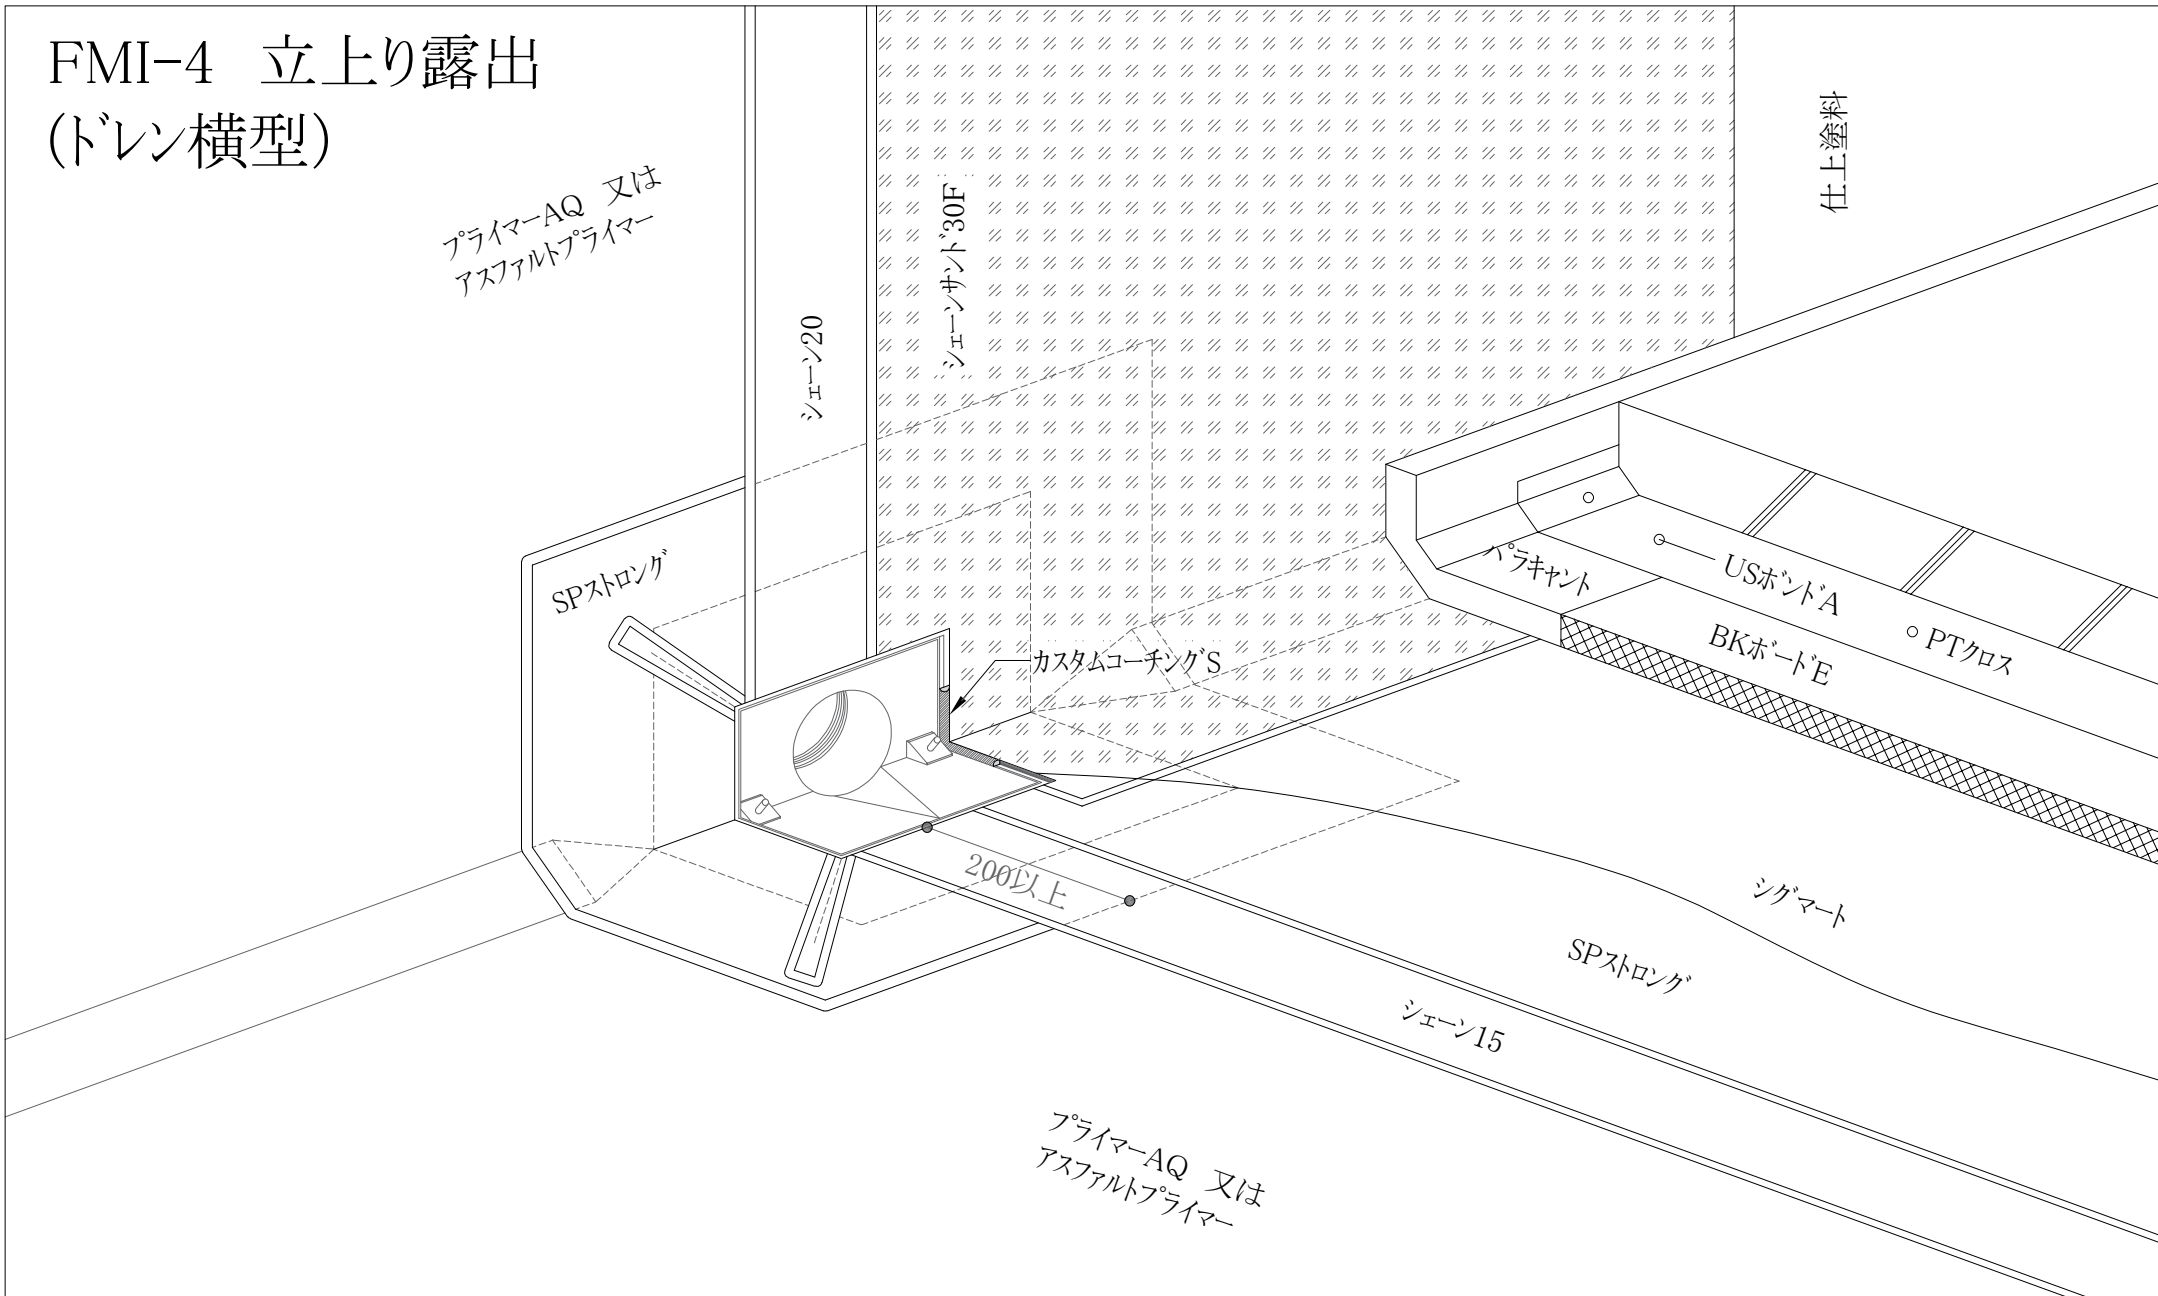 FMI-4 立上り露出
(ドレン横型)
プライマーAQ 又は
アスファルトプライマー
シェーン20
シェーンサンド30F
仕上塗料
SPストロング
カスタムコーチングS
パラキャント
USボンドA
BKボードE
PTクロス
200以上
シグマート
SPストロング
シェーン15
プライマーAQ 又は
アスファルトプライマー